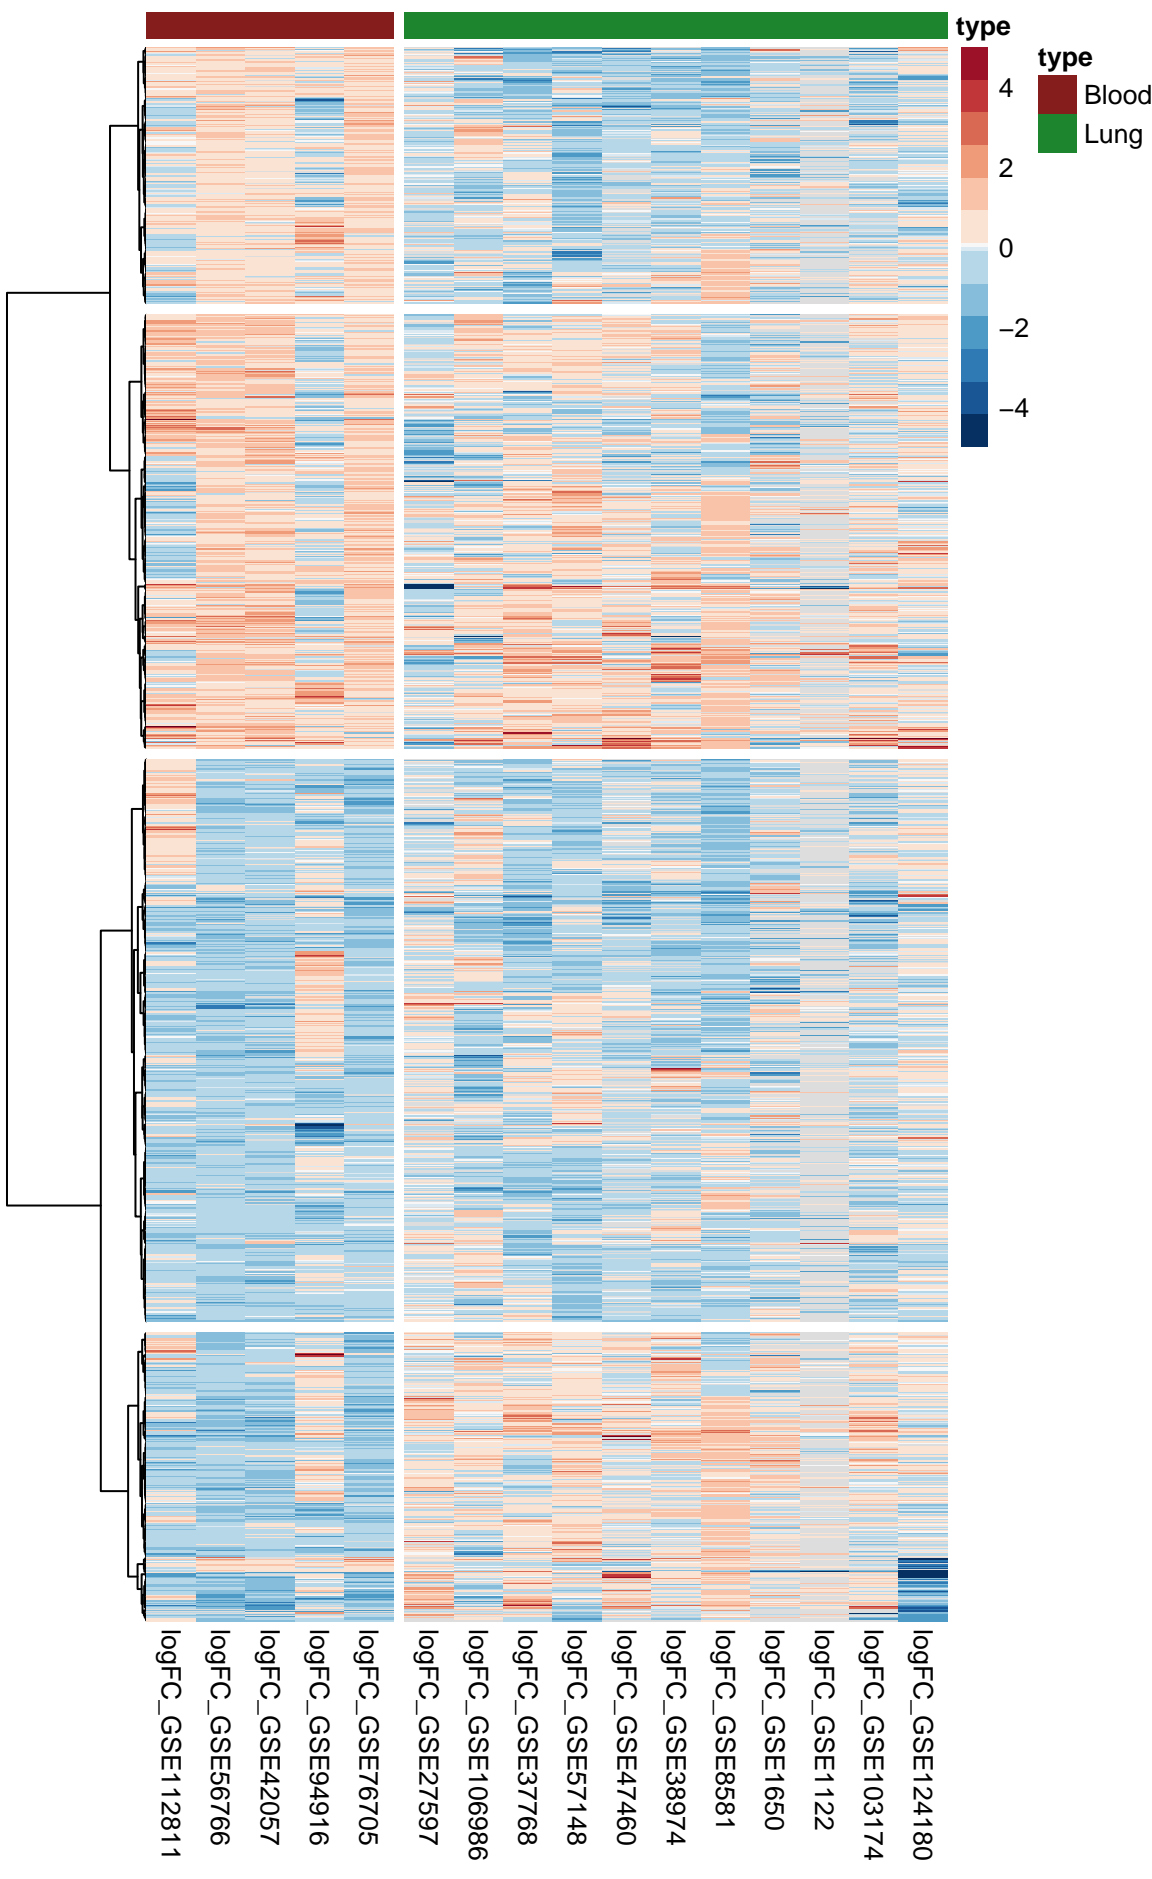 type
4
2
0
−2
−4
type
Blood
Lung
logFC_GSE112811
logFC_GSE56766
logFC_GSE42057
logFC_GSE94916
logFC_GSE76705
logFC_GSE27597
logFC_GSE106986
logFC_GSE37768
logFC_GSE57148
logFC_GSE47460
logFC_GSE38974
logFC_GSE8581
logFC_GSE1650
logFC_GSE1122
logFC_GSE103174
logFC_GSE124180